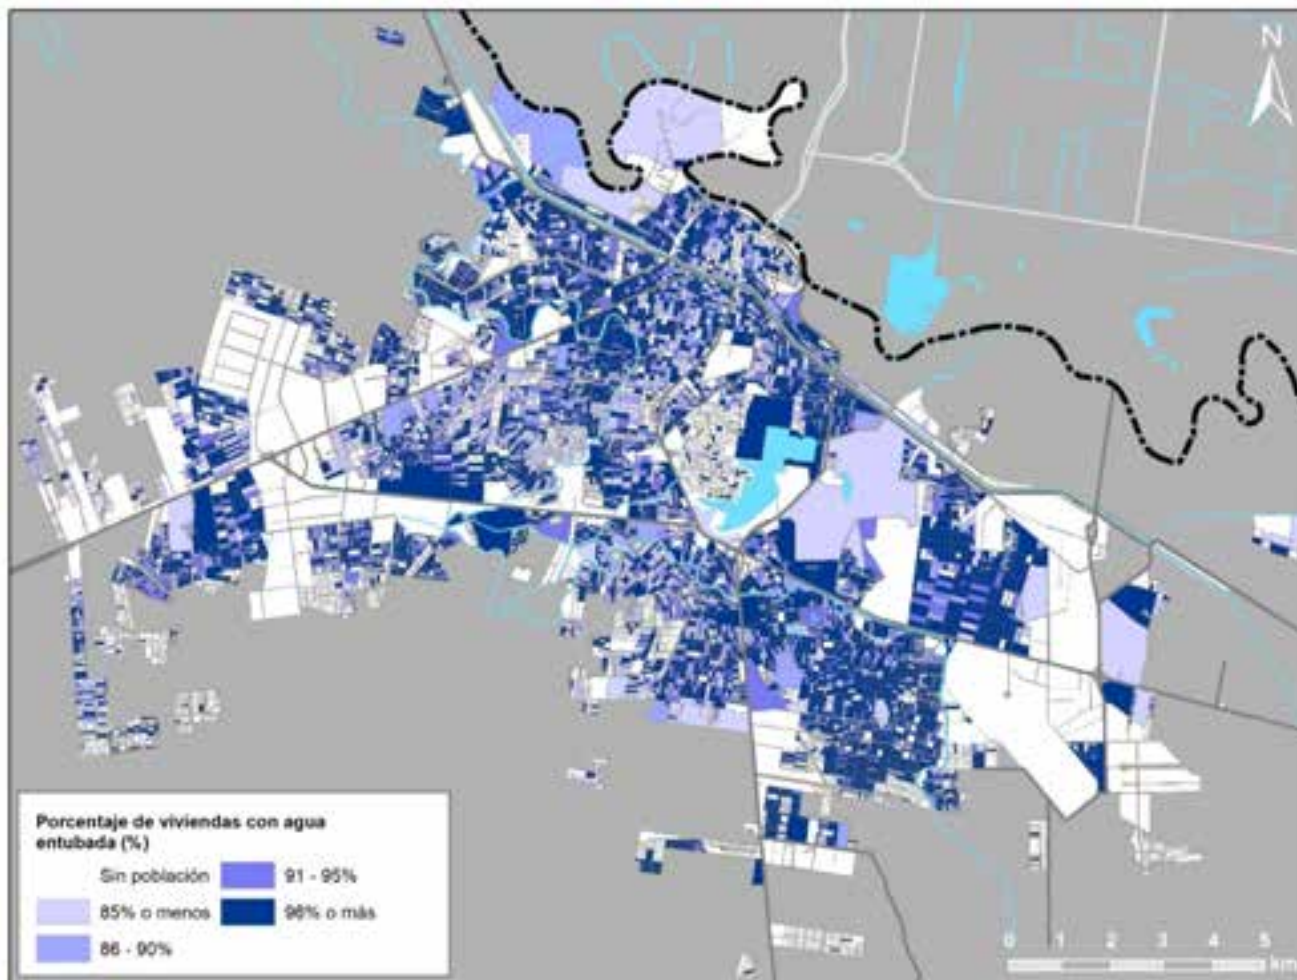 N
Porcentaje de viviendas con agua
entubada (%)
Sin población
91 - 95%
85% o menos
96% o más
86 - 90%
0 1 2 3 4 5
km